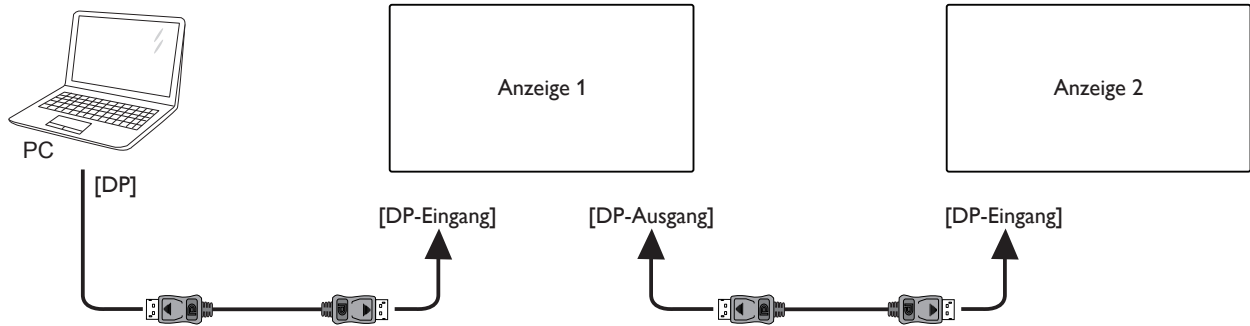 Anzeige 1
Anzeige 2
PC
[DP]
[DP-Eingang]
[DP-Ausgang]
[DP-Eingang]